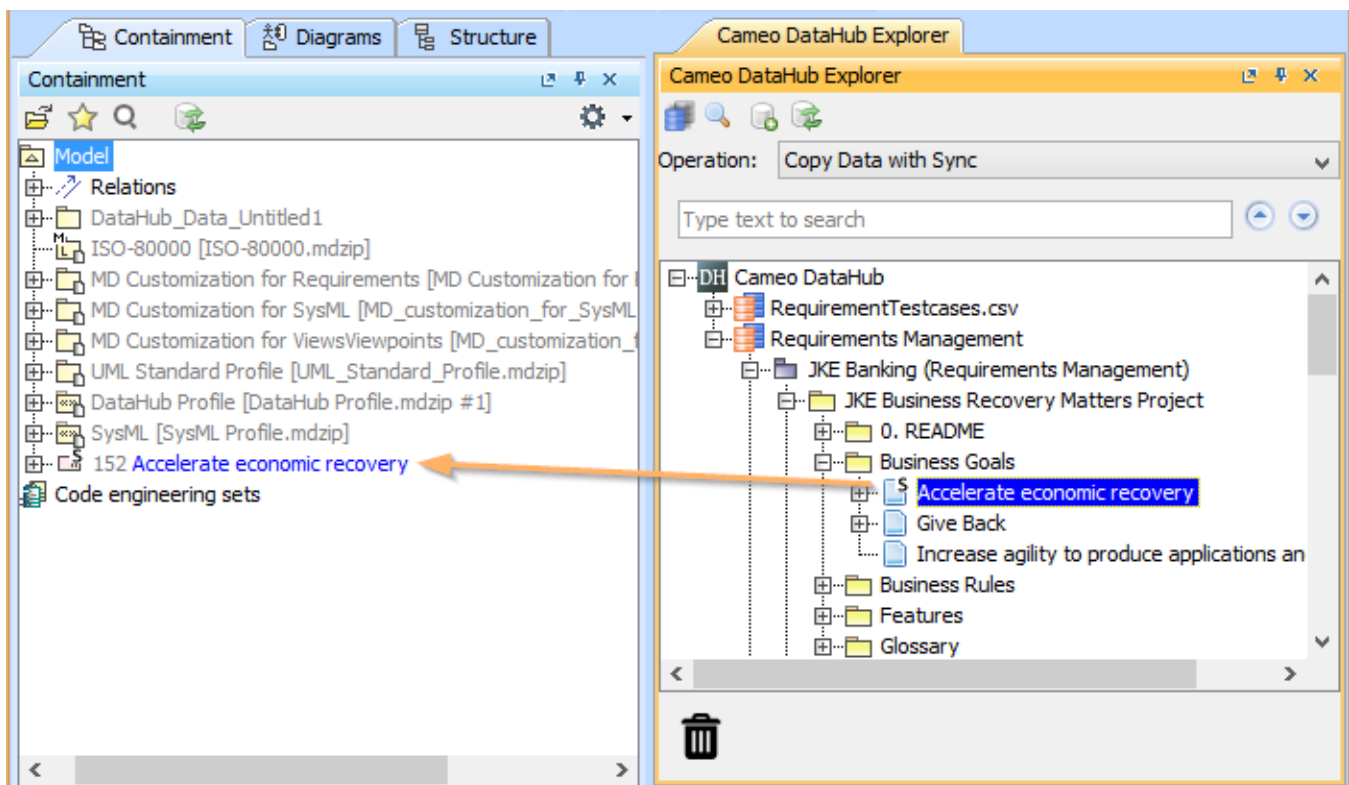 Containment
Diagrams
Structure
Containment
Model
Relations
DataHub_Data_Untitled1
ISO-80000 [ISO-80000.mdzip]
MD Customization for Requirements [MD Customization for
MD Customization for SysML [MD_customization_for_SysML
MD Customization for ViewsViewpoints [MD_customization_
UML Standard Profile [UML_Standard_Profile.mdzip]
DataHub Profile [DataHub Profile.mdzip #1]
SysML [SysML Profile.mdzip]
152 Accelerate economic recovery
Code engineering sets
Cameo DataHub Explorer
Cameo DataHub Explorer
Operation: Copy Data with Sync
Type text to search
DH Cameo DataHub
RequirementTestcases.csv
Requirements Management
JKE Banking (Requirements Management)
JKE Business Recovery Matters Project
0. README
Business Goals
S Accelerate economic recovery
Give Back
Increase agility to produce applications an
Business Rules
Features
Glossary